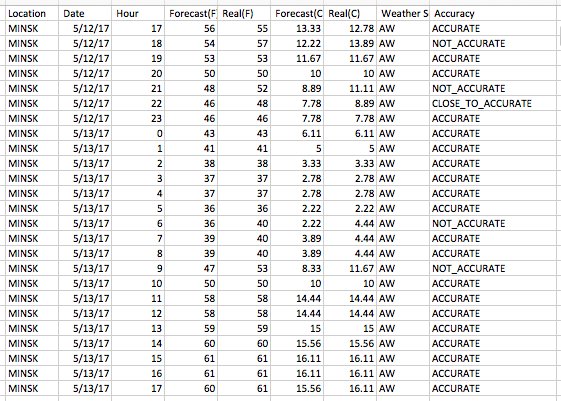 Location Date Hour Forecast(F) Real(F) Forecast(C Real(C) Weather S Accuracy
MINSK 5/12/17 17 56 55 13.33 12.78 AW ACCURATE
MINSK 5/12/17 18 54 57 12.22 13.89 AW NOT_ACCURATE
MINSK 5/12/17 19 53 53 11.67 11.67 AW ACCURATE
MINSK 5/12/17 20 50 50 10 10 AW ACCURATE
MINSK 5/12/17 21 48 52 8.89 11.11 AW NOT_ACCURATE
MINSK 5/12/17 22 46 48 7.78 8.89 AW CLOSE_TO_ACCURATE
MINSK 5/12/17 23 46 46 7.78 7.78 AW ACCURATE
MINSK 5/13/17 0 43 43 6.11 6.11 AW ACCURATE
MINSK 5/13/17 1 41 41 5 5 AW ACCURATE
MINSK 5/13/17 2 38 38 3.33 3.33 AW ACCURATE
MINSK 5/13/17 3 37 37 2.78 2.78 AW ACCURATE
MINSK 5/13/17 4 37 37 2.78 2.78 AW ACCURATE
MINSK 5/13/17 5 36 36 2.22 2.22 AW ACCURATE
MINSK 5/13/17 6 36 40 2.22 4.44 AW NOT_ACCURATE
MINSK 5/13/17 7 39 40 3.89 4.44 AW ACCURATE
MINSK 5/13/17 8 39 40 3.89 4.44 AW ACCURATE
MINSK 5/13/17 9 47 53 8.33 11.67 AW NOT_ACCURATE
MINSK 5/13/17 10 50 50 10 10 AW ACCURATE
MINSK 5/13/17 11 58 58 14.44 14.44 AW ACCURATE
MINSK 5/13/17 12 58 58 14.44 14.44 AW ACCURATE
MINSK 5/13/17 13 59 59 15 15 AW ACCURATE
MINSK 5/13/17 14 60 60 15.56 15.56 AW ACCURATE
MINSK 5/13/17 15 61 61 16.11 16.11 AW ACCURATE
MINSK 5/13/17 16 61 61 16.11 16.11 AW ACCURATE
MINSK 5/13/17 17 60 61 15.56 16.11 AW ACCURATE